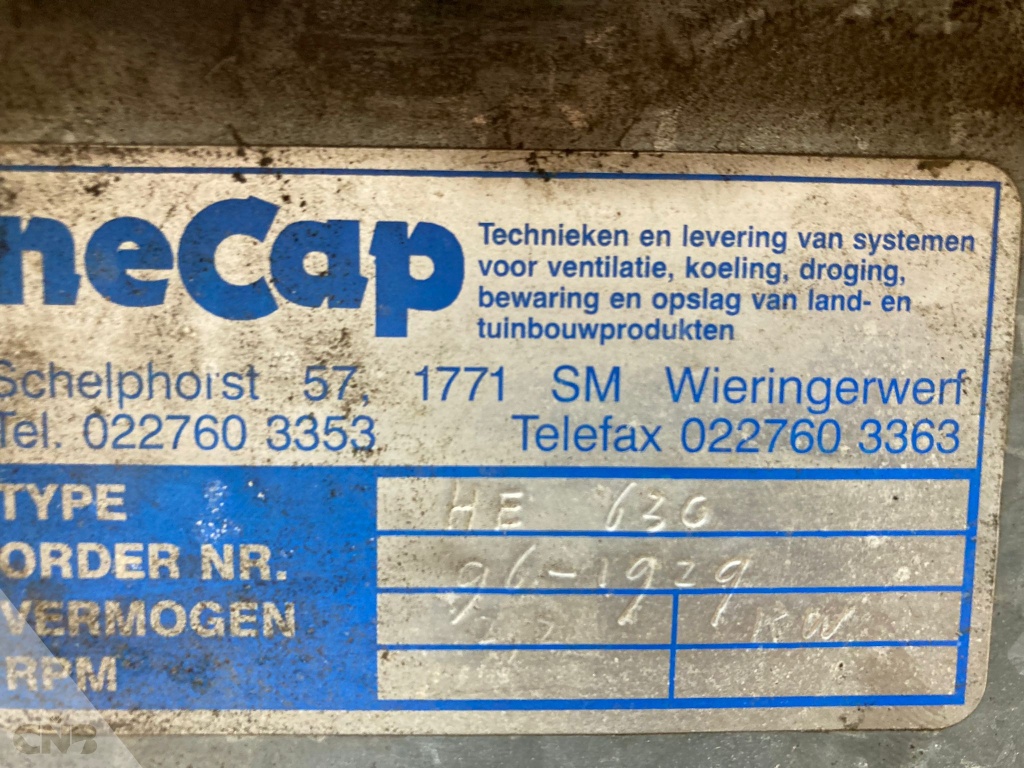 neCap
Technieken en levering van systemen
voor ventilatie, koeling, droging,
bewaring en opslag van land- en
tuinbouwprodukten
Schelphorst 57, 1771 SM Wieringerwerf
Tel. 022760 3353 Telefax 022760 3363
TYPE HE 630
ORDER NR. 96-1929
VERMOGEN KW
RPM
CNB